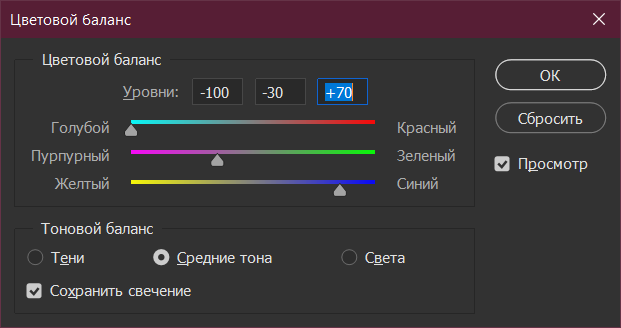 Цветовой баланс
Цветовой баланс
Уровни: -100 -30 +70
Голубой Красный
Пурпурный Зеленый
Желтый Синий
Тоновой баланс
Тени Средние тона Света
Сохранить свечение
OK
Сбросить
Просмотр